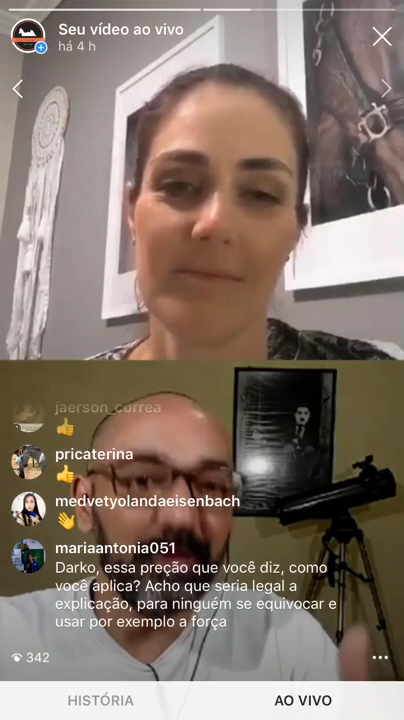 Seu vídeo ao vivo
há 4 h
jaerson_correa
👍
pricaterina
👍
medvetyolandaeisenbach
👋
mariaantonia051
Darko, essa preção que você diz, como
você aplica? Acho que seria legal a
explicação, para ninguém se equivocar e
usar por exemplo a força
342
HISTÓRIA
AO VIVO